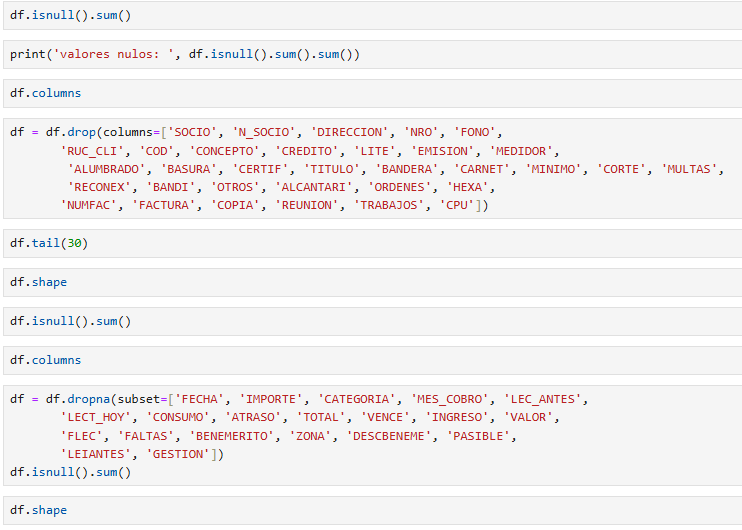 df.isnull().sum()
print('valores nulos: ', df.isnull().sum().sum())
df.columns
df = df.drop(columns=['SOCIO', 'N_SOCIO', 'DIRECCION', 'NRO', 'FONO',
'RUC_CLI', 'COD', 'CONCEPTO', 'CREDITO', 'LITE', 'EMISION', 'MEDIDOR',
'ALUMBRADO', 'BASURA', 'CERTIF', 'TITULO', 'BANDERA', 'CARNET', 'MINIMO', 'CORTE', 'MULTAS',
'RECONEX', 'BANDI', 'OTROS', 'ALCANTARI', 'ORDENES', 'HEXA',
'NUMFAC', 'FACTURA', 'COPIA', 'REUNION', 'TRABAJOS', 'CPU'])
df.tail(30)
df.shape
df.isnull().sum()
df.columns
df = df.dropna(subset=['FECHA', 'IMPORTE', 'CATEGORIA', 'MES_COBRO', 'LEC_ANTES',
'LECT_HOY', 'CONSUMO', 'ATRASO', 'TOTAL', 'VENCE', 'INGRESO', 'VALOR',
'FLEC', 'FALTAS', 'BENEMERITO', 'ZONA', 'DESCBENEME', 'PASIBLE',
'LEIANTES', 'GESTION'])
df.isnull().sum()
df.shape